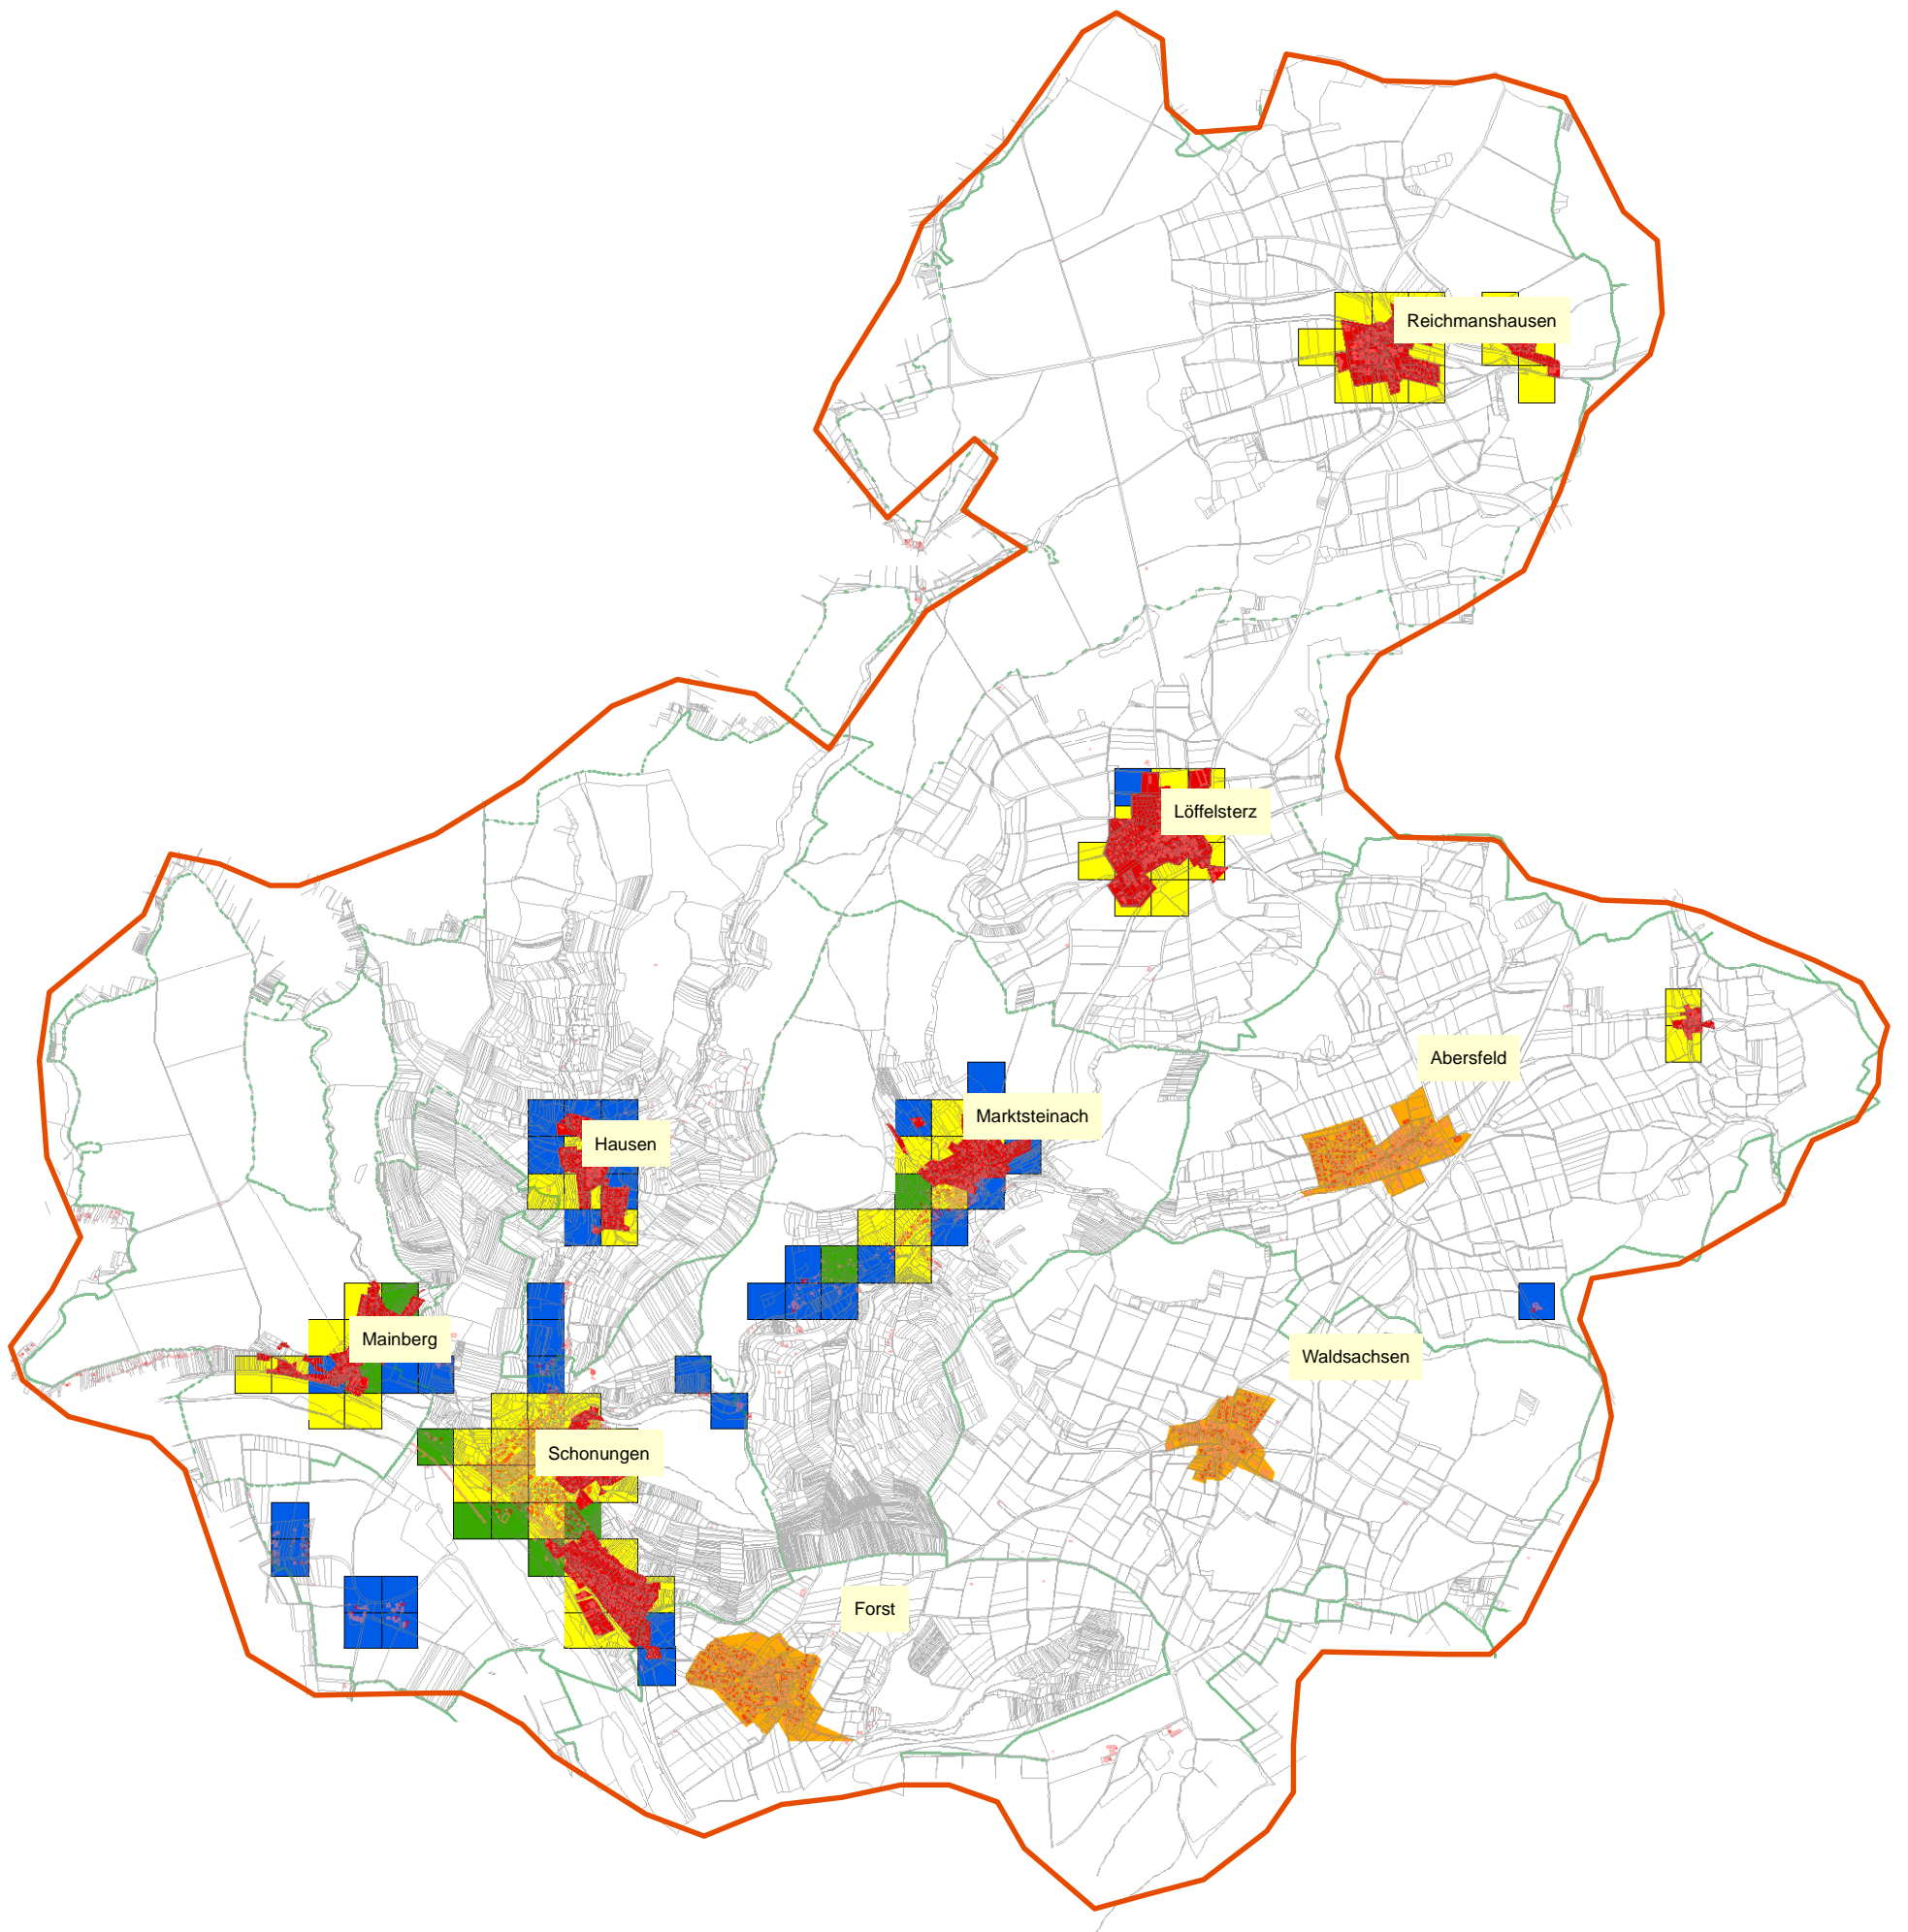 Reichmanshausen
Löffelsterz
Abersfeld
Marktsteinach
Hausen
Mainberg
Waldsachsen
Schonungen
Forst